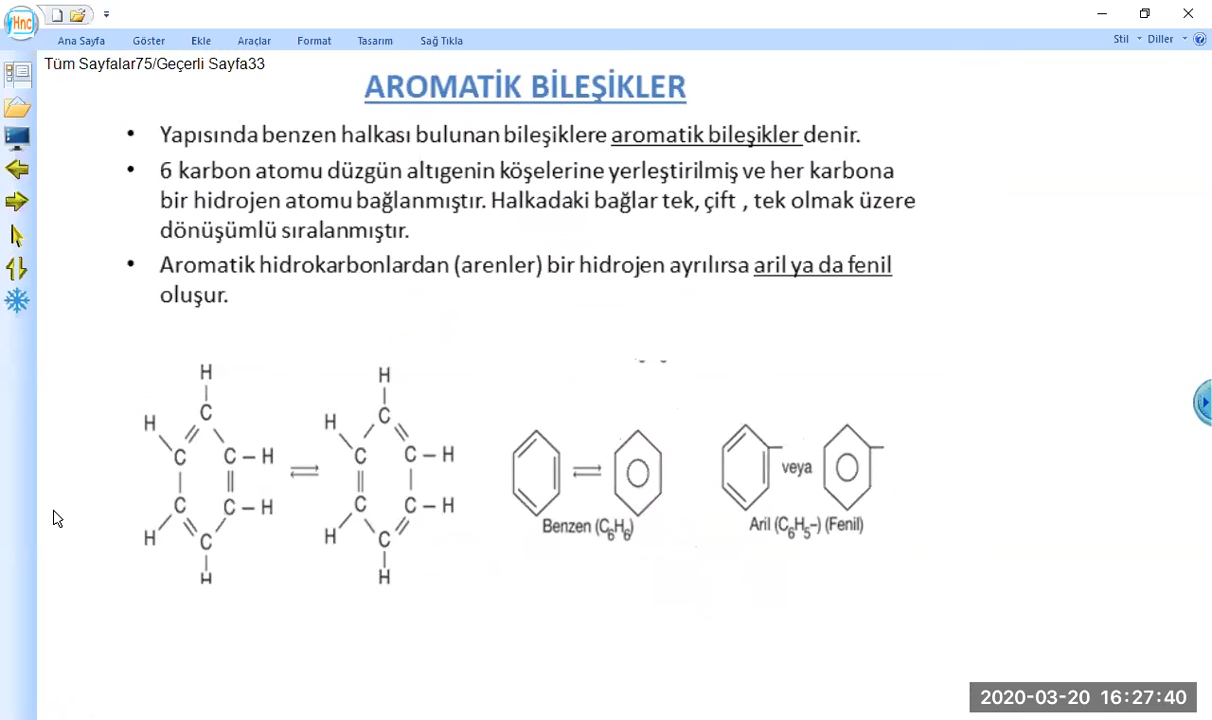 Hnc
Ana Sayfa Göster Ekle Araçlar Format Tasarım Sağ Tıkla Stil Diller
Tüm Sayfalar75/Geçerli Sayfa33
AROMATİK BİLEŞİKLER
• Yapısında benzen halkası bulunan bileşiklere aromatik bileşikler denir.
• 6 karbon atomu düzgün altıgenin köşelerine yerleştirilmiş ve her karbona
bir hidrojen atomu bağlanmıştır. Halkadaki bağlar tek, çift , tek olmak üzere
dönüşümlü sıralanmıştır.
• Aromatik hidrokarbonlardan (arenler) bir hidrojen ayrılırsa aril ya da fenil
oluşur.
H H
H C H C
C C – H C C – H
veya
C C – H C C – H
H C H C
H H
Benzen (C₆H₆) Aril (C₆H₅–) (Fenil)
2020-03-20 16:27:40